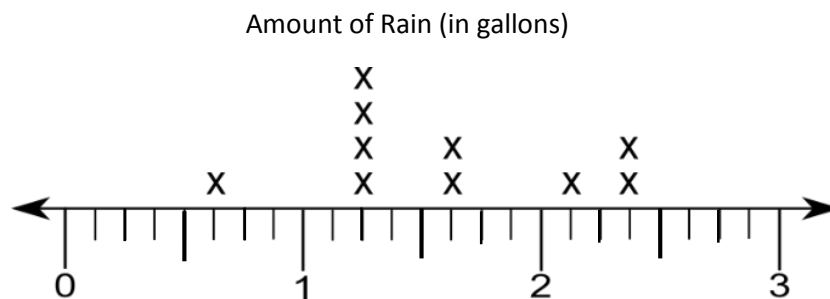 Amount of Rain (in gallons)
X
X
X X X
X X X X X
0 1 2 3